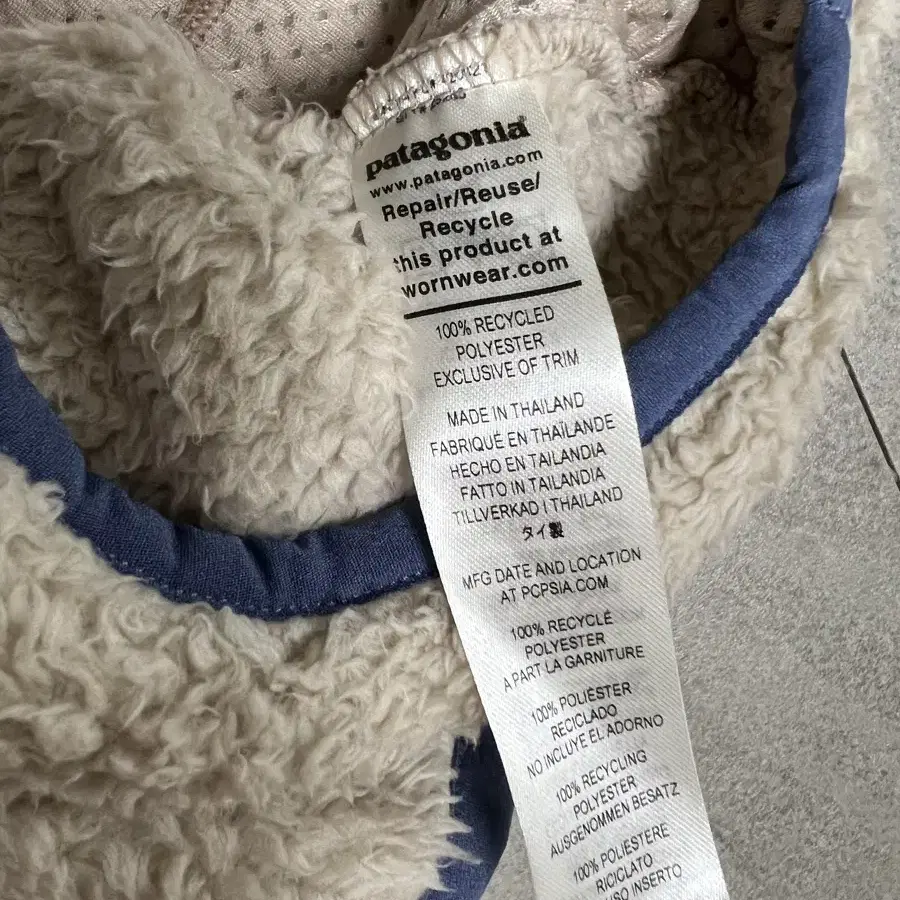 patagonia®
www.patagonia.com
Repair/Reuse/
Recycle
this product at
wornwear.com
100% RECYCLED
POLYESTER
EXCLUSIVE OF TRIM
MADE IN THAILAND
FABRIQUÉ EN THAÏLANDE
HECHO EN TAILANDIA
FATTO IN TAILANDIA
TILLVERKAD I THAILAND
タイ製
MFG DATE AND LOCATION
AT PCPSIA.COM
100% RECYCLÉ
POLYESTER
A PART LA GARNITURE
100% POLIÉSTER
RECICLADO
NO INCLUYE EL ADORNO
100% RECYCLING
POLYESTER
AUSGENOMMEN BESATZ
100% POLIESTERE
RICICLATO
INSERTO